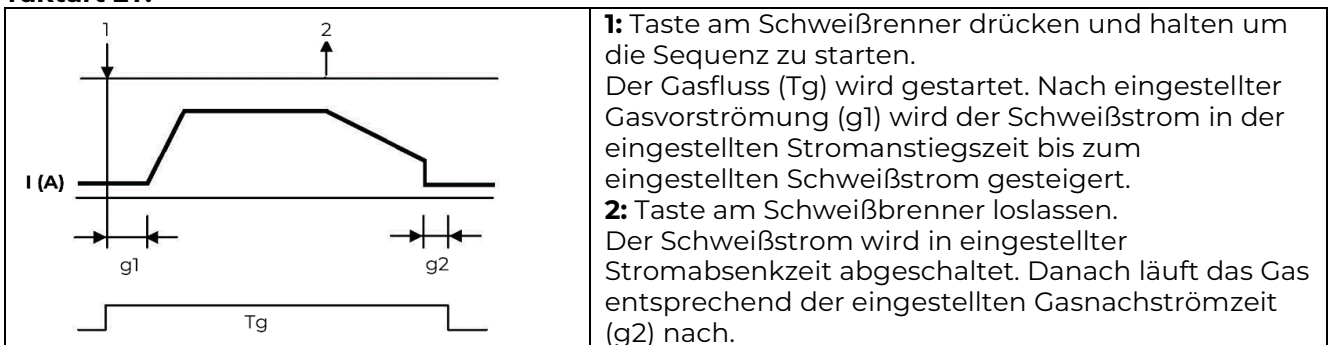 1
2
I (A)
g1
g2
Tg
1: Taste am Schweißrenner drücken und halten um
die Sequenz zu starten.
Der Gasfluss (Tg) wird gestartet. Nach eingestellter
Gasvorströmung (g1) wird der Schweißstrom in der
eingestellten Stromanstiegszeit bis zum
eingestellten Schweißstrom gesteigert.
2: Taste am Schweißbrenner loslassen.
Der Schweißstrom wird in eingestellter
Stromabsenkzeit abgeschaltet. Danach läuft das Gas
entsprechend der eingestellten Gasnachströmzeit
(g2) nach.